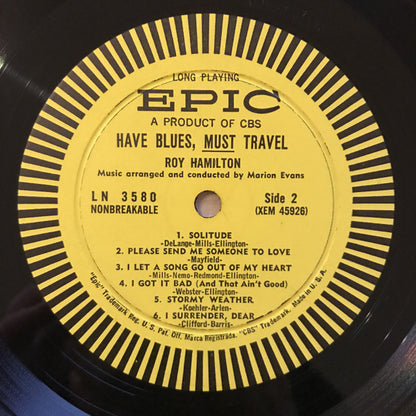 LONG PLAYING
EPIC
A PRODUCT OF CBS
HAVE BLUES, MUST TRAVEL
ROY HAMILTON
Music arranged and conducted by Marion Evans
LN 3580 Side 2
NONBREAKABLE (XEM 45926)
1. SOLITUDE
-DeLange-Mills-Ellington-
2. PLEASE SEND ME SOMEONE TO LOVE
-Mayfield-
3. I LET A SONG GO OUT OF MY HEART
-Mills-Nemo-Redmond-Ellington-
4. I GOT IT BAD (And That Ain't Good)
-Webster-Ellington-
5. STORMY WEATHER
-Koehler-Arlen-
6. I SURRENDER, DEAR
-Clifford-Barris-
"Epic" Trademark Reg. U.S. Pat. Off. Marca Registrada. "CBS" Trademark. Made in U.S.A.